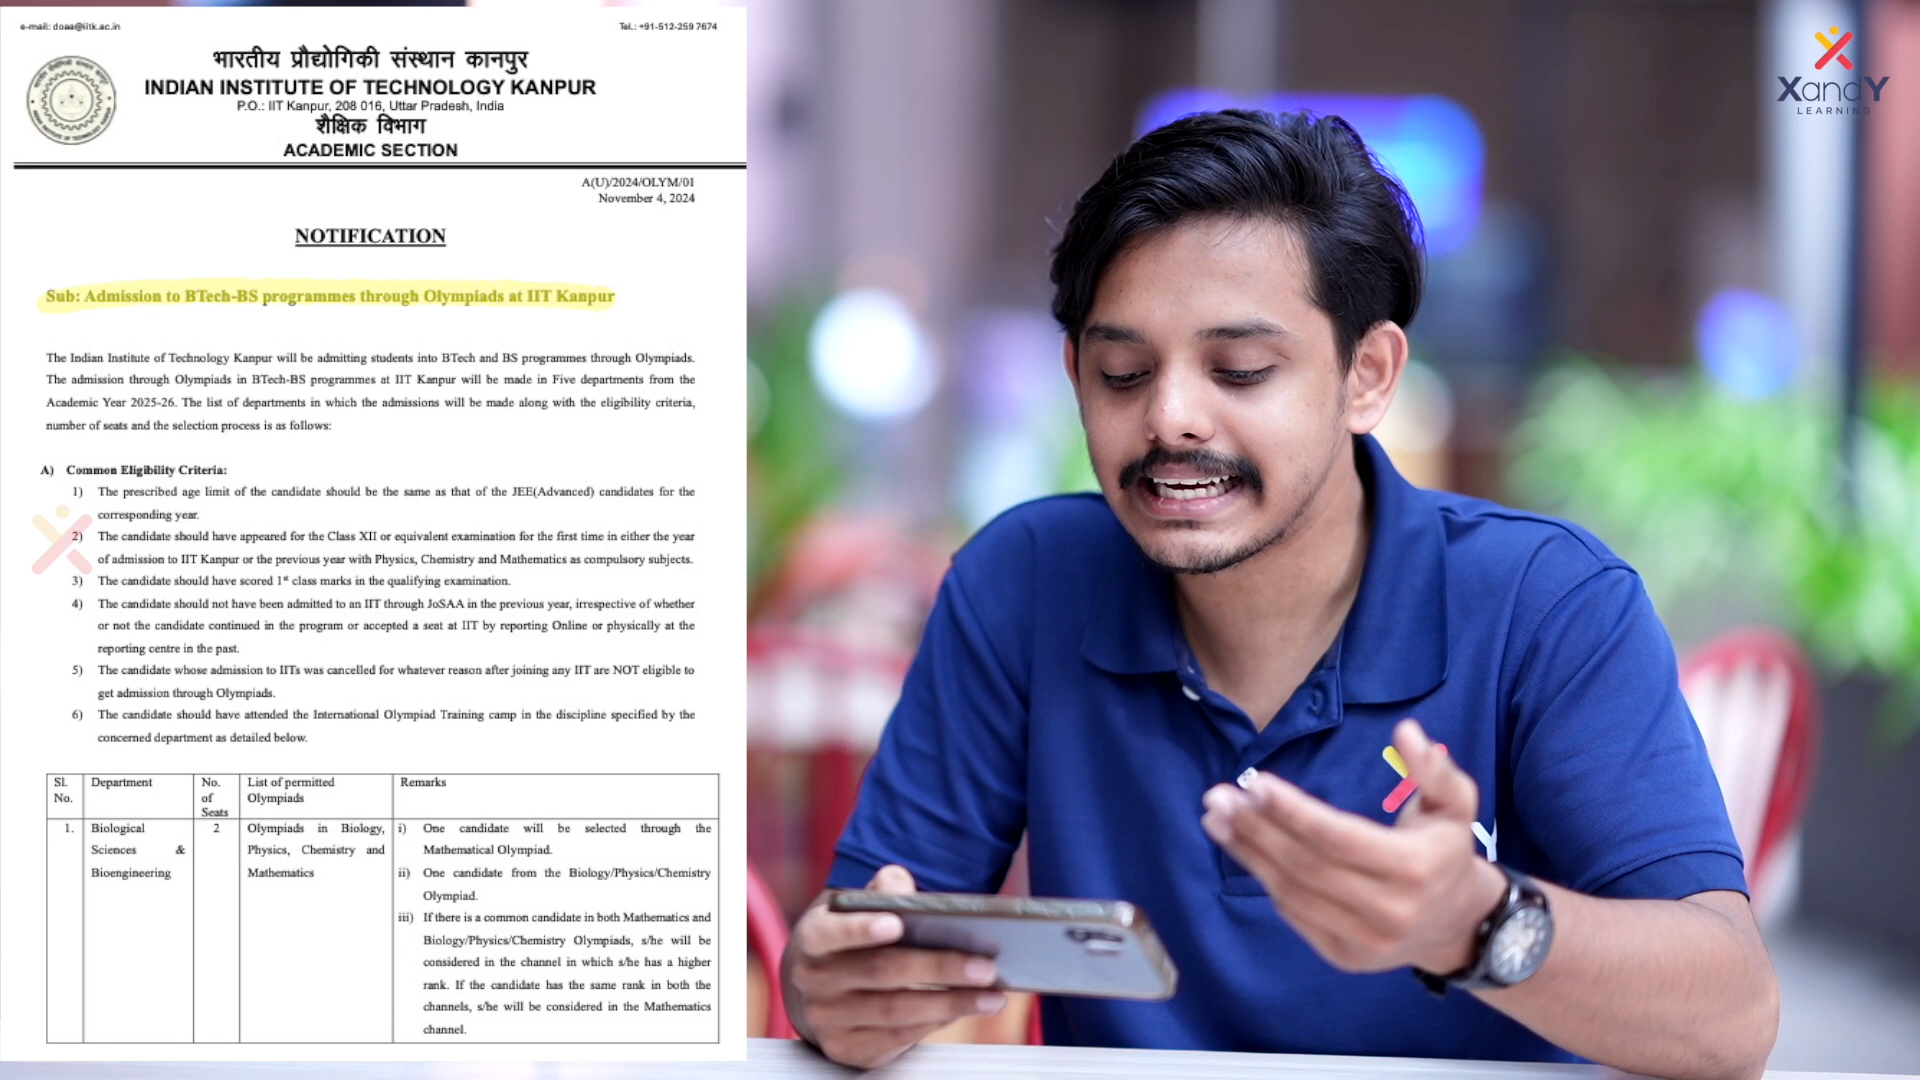 e-mail: doaa@iitk.ac.in
Tel.: +91-512-259 7674
भारतीय प्रौद्योगिकी संस्थान कानपुर
INDIAN INSTITUTE OF TECHNOLOGY KANPUR
P.O.: IIT Kanpur, 208 016, Uttar Pradesh, India
शैक्षिक विभाग
ACADEMIC SECTION
A(U)/2024/OLYM/01
November 4, 2024
NOTIFICATION
Sub: Admission to BTech-BS programmes through Olympiads at IIT Kanpur
The Indian Institute of Technology Kanpur will be admitting students into BTech and BS programmes through Olympiads.
The admission through Olympiads in BTech-BS programmes at IIT Kanpur will be made in Five departments from the
Academic Year 2025-26. The list of departments in which the admissions will be made along with the eligibility criteria,
number of seats and the selection process is as follows:
A) Common Eligibility Criteria:
1) The prescribed age limit of the candidate should be the same as that of the JEE(Advanced) candidates for the
corresponding year.
2) The candidate should have appeared for the Class XII or equivalent examination for the first time in either the year
of admission to IIT Kanpur or the previous year with Physics, Chemistry and Mathematics as compulsory subjects.
3) The candidate should have scored 1st class marks in the qualifying examination.
4) The candidate should not have been admitted to an IIT through JoSAA in the previous year, irrespective of whether
or not the candidate continued in the program or accepted a seat at IIT by reporting Online or physically at the
reporting centre in the past.
5) The candidate whose admission to IITs was cancelled for whatever reason after joining any IIT are NOT eligible to
get admission through Olympiads.
6) The candidate should have attended the International Olympiad Training camp in the discipline specified by the
concerned department as detailed below.
Sl. No.
Department
No. of Seats
List of permitted Olympiads
Remarks
1.
Biological
Sciences &
Bioengineering
2
Olympiads in Biology,
Physics, Chemistry and
Mathematics
i) One candidate will be selected through the
Mathematical Olympiad.
ii) One candidate from the Biology/Physics/Chemistry
Olympiad.
iii) If there is a common candidate in both Mathematics and
Biology/Physics/Chemistry Olympiads, s/he will be
considered in the channel in which s/he has a higher
rank. If the candidate has the same rank in both the
channels, s/he will be considered in the Mathematics
channel.
XandY
LEARNING